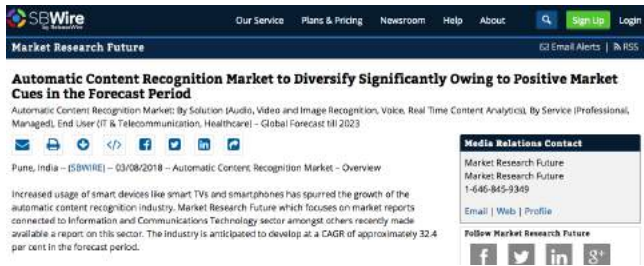 SBWire
Our Service Plans & Pricing Newsroom Help About Sign Up Login
Market Research Future
Email Alerts | RSS
Automatic Content Recognition Market to Diversify Significantly Owing to Positive Market
Cues in the Forecast Period
Automatic Content Recognition Market: By Solution (Audio, Video and Image Recognition, Voice, Real Time Content Analytics), By Service (Professional,
Managed), End User (IT & Telecommunication, Healthcare) – Global Forecast till 2023
Pune, India -- (SBWIRE) -- 03/08/2018 -- Automatic Content Recognition Market – Overview
Increased usage of smart devices like smart TVs and smartphones has spurred the growth of the
automatic content recognition industry. Market Research Future which focuses on market reports
connected to Information and Communications Technology sector amongst others recently made
available a report on this sector. The industry is anticipated to develop at a CAGR of approximately 32.4
per cent in the forecast period.
Media Relations Contact
Market Research Future
Market Research Future
1-646-845-9349
Email | Web | Profile
Follow Market Research Future